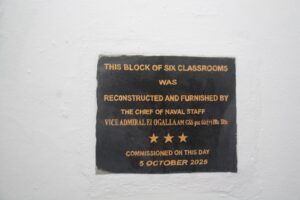 THIS BLOCK OF SIX CLASSROOMS
WAS
RECONSTRUCTED AND FURNISHED BY
THE CHIEF OF NAVAL STAFF
VICE ADMIRAL EI OGALLA AM
COMMISSIONED ON THIS DAY
5 OCTOBER 2025